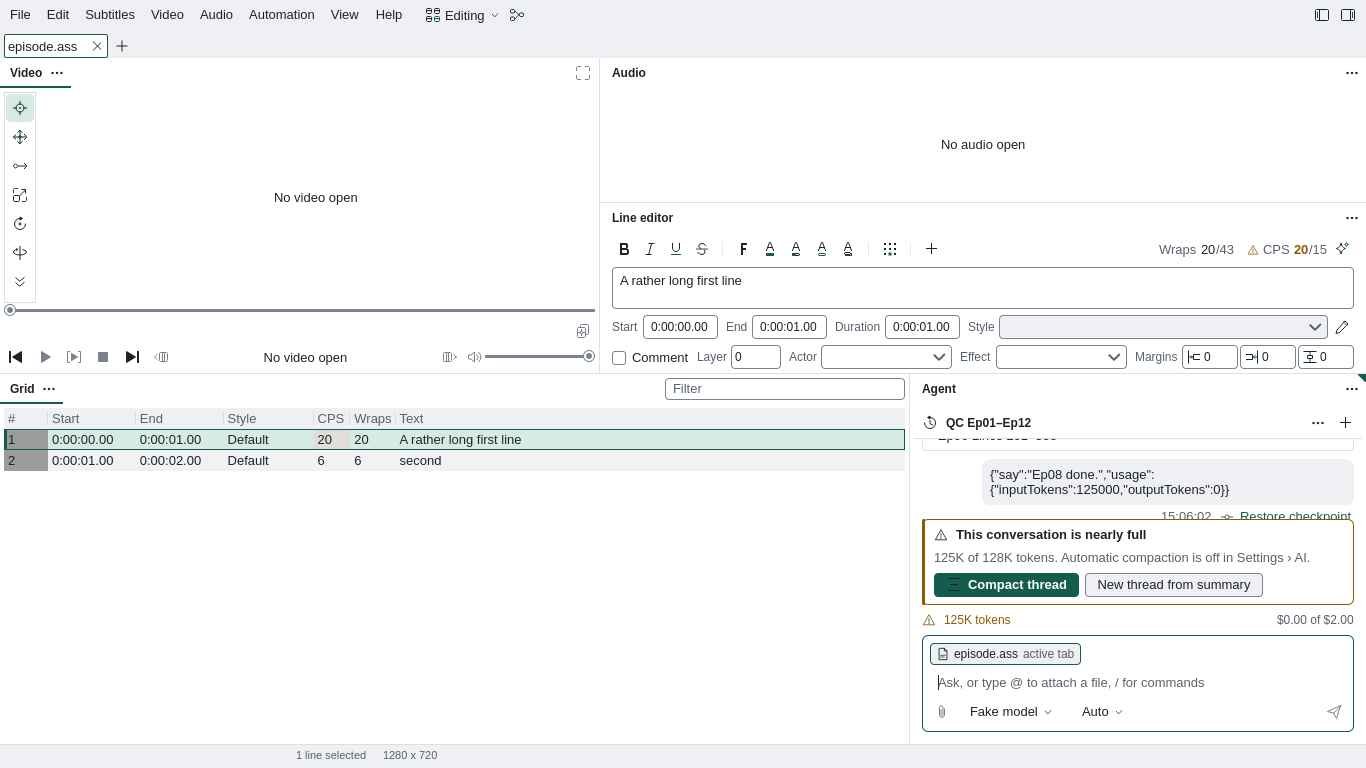 File Edit Subtitles Video Audio Automation View Help Editing
episode.ass
Video
No video open
No video open
Audio
No audio open
Line editor
B I U S F A A A A Wraps 20/43 CPS 20/15
A rather long first line
Start 0:00:00.00 End 0:00:01.00 Duration 0:00:01.00 Style
Comment Layer 0 Actor Effect Margins 0 0 0
Grid
Filter
# Start End Style CPS Wraps Text
1 0:00:00.00 0:00:01.00 Default 20 20 A rather long first line
2 0:00:01.00 0:00:02.00 Default 6 6 second
Agent
QC Ep01–Ep12
{"say":"Ep08 done.","usage":
{"inputTokens":125000,"outputTokens":0}}
15:06:02 Restore checkpoint
This conversation is nearly full
125K of 128K tokens. Automatic compaction is off in Settings › AI.
Compact thread New thread from summary
125K tokens $0.00 of $2.00
episode.ass active tab
Ask, or type @ to attach a file, / for commands
Fake model Auto
1 line selected 1280 x 720